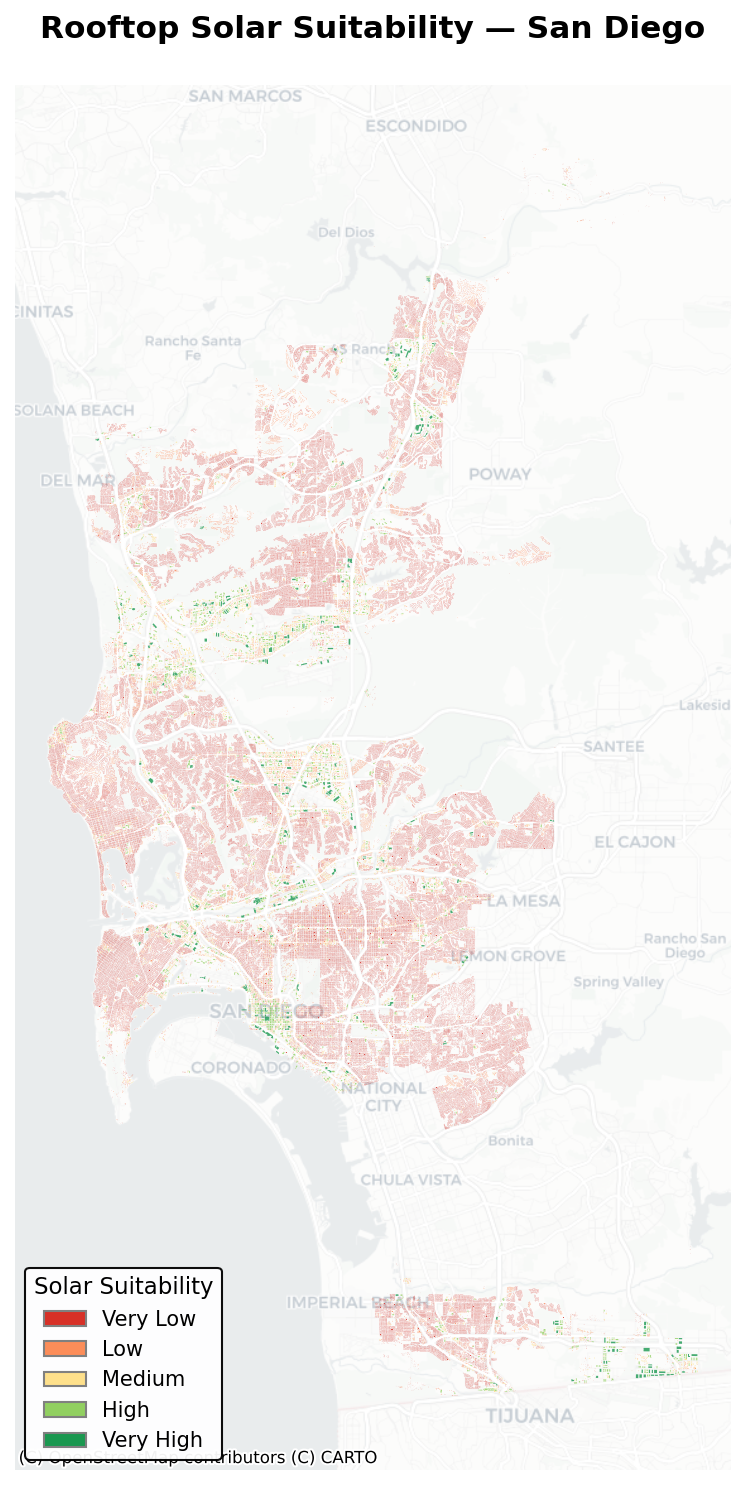 Rooftop Solar Suitability — San Diego
SAN MARCOS
ESCONDIDO
Del Dios
CINITAS
Rancho Santa
Fe
Ranch
SOLANA BEACH
DEL MAR
POWAY
Lakesid
SANTEE
EL CAJON
LA MESA
Rancho San
Diego
LEMON GROVE
Spring Valley
SAN DIEGO
CORONADO
NATIONAL
CITY
Bonita
CHULA VISTA
IMPERIAL BEACH
TIJUANA
Solar Suitability
Very Low
Low
Medium
High
Very High
(C) OpenStreetMap contributors (C) CARTO